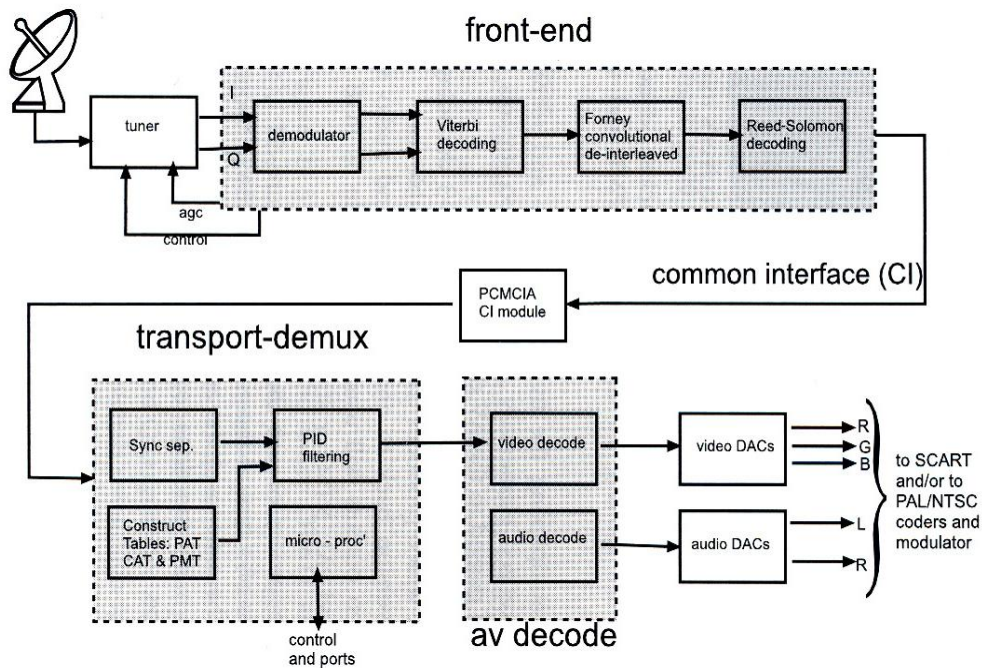 front-end
tuner
I
Q
demodulator
Viterbi
decoding
Forney
convolutional
de-interleaved
Reed-Solomon
decoding
agc
control
common interface (CI)
PCMCIA
CI module
transport-demux
Sync sep.
PID
filtering
Construct
Tables: PAT
CAT & PMT
micro - proc'
control
and ports
video decode
audio decode
av decode
video DACs
audio DACs
R
G
B
L
R
to SCART
and/or to
PAL/NTSC
coders and
modulator